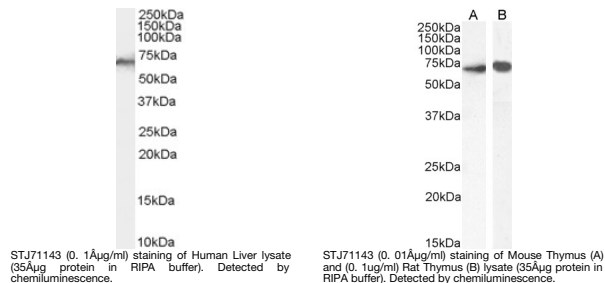 250kDa
150kDa
100kDa
75kDa
50kDa
37kDa
25kDa
20kDa
15kDa
10kDa
STJ71143 (0. 1Âµg/ml) staining of Human Liver lysate
(35Âµg protein in RIPA buffer). Detected by
chemiluminescence.
A B
250kDa
150kDa
100kDa
75kDa
50kDa
37kDa
25kDa
20kDa
15kDa
STJ71143 (0. 01Âµg/ml) staining of Mouse Thymus (A)
and (0. 1ug/ml) Rat Thymus (B) lysate (35Âµg protein in
RIPA buffer). Detected by chemiluminescence.